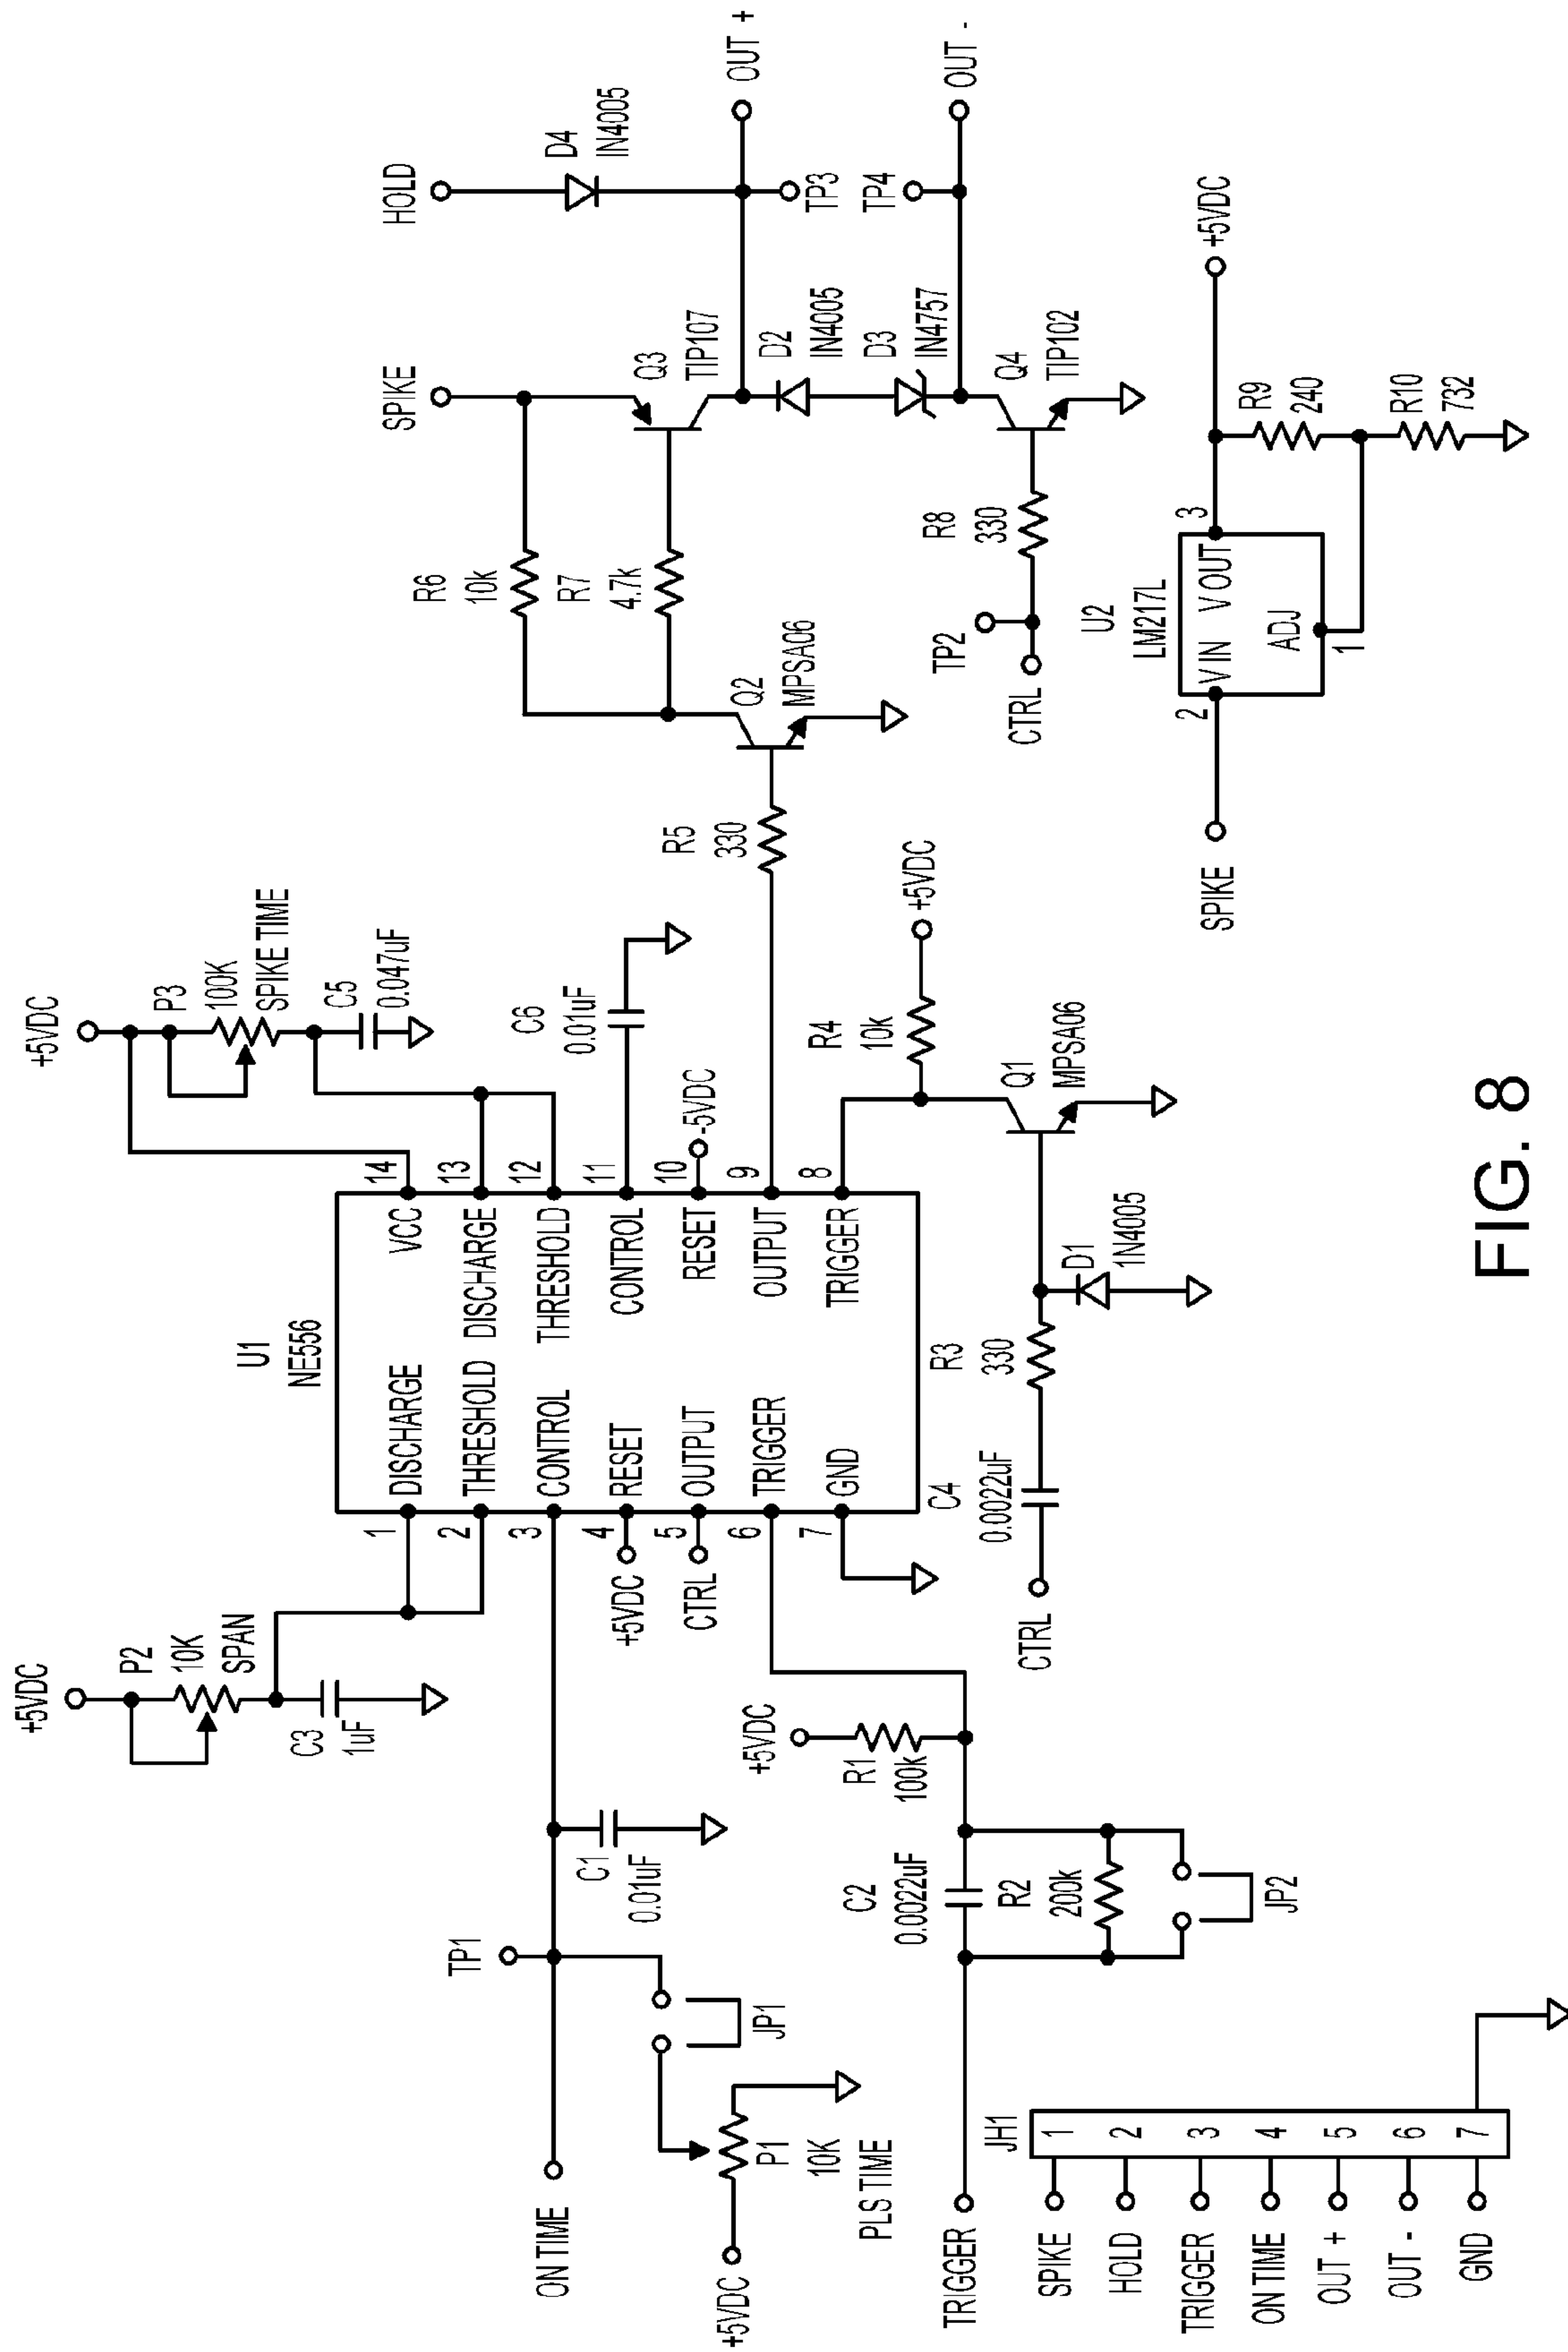 +5VDC
P2
10K
SPAN
C3
1uF
+5VDC
P3
100K
SPIKE TIME
C5
0.047uF
U1
NE556
1
DISCHARGE
2
THRESHOLD
3
CONTROL
4
RESET
5
OUTPUT
6
TRIGGER
7
GND
14
VCC
13
DISCHARGE
12
THRESHOLD
11
CONTROL
10
RESET
9
OUTPUT
8
TRIGGER
+5VDC
CTRL
-5VDC
C6
0.01uF
TP1
ON TIME
C1
0.01uF
JP1
P1
10K
PLS TIME
+5VDC
+5VDC
R1
100k
C2
0.0022uF
R2
200k
JP2
TRIGGER
JH1
SPIKE
1
HOLD
2
TRIGGER
3
ON TIME
4
OUT +
5
OUT -
6
GND
7
CTRL
C4
0.0022uF
R3
330
D1
1N4005
Q1
MPSA06
R4
10k
+5VDC
R5
330
Q2
MPSA06
R6
10k
R7
4.7k
SPIKE
Q3
TIP107
HOLD
D4
IN4005
OUT +
TP3
D2
IN4005
D3
IN4757
TP4
OUT -
Q4
TIP102
R8
330
TP2
CTRL
U2
LM217L
SPIKE
2
V IN
V OUT
3
ADJ
1
+5VDC
R9
240
R10
732
FIG. 8